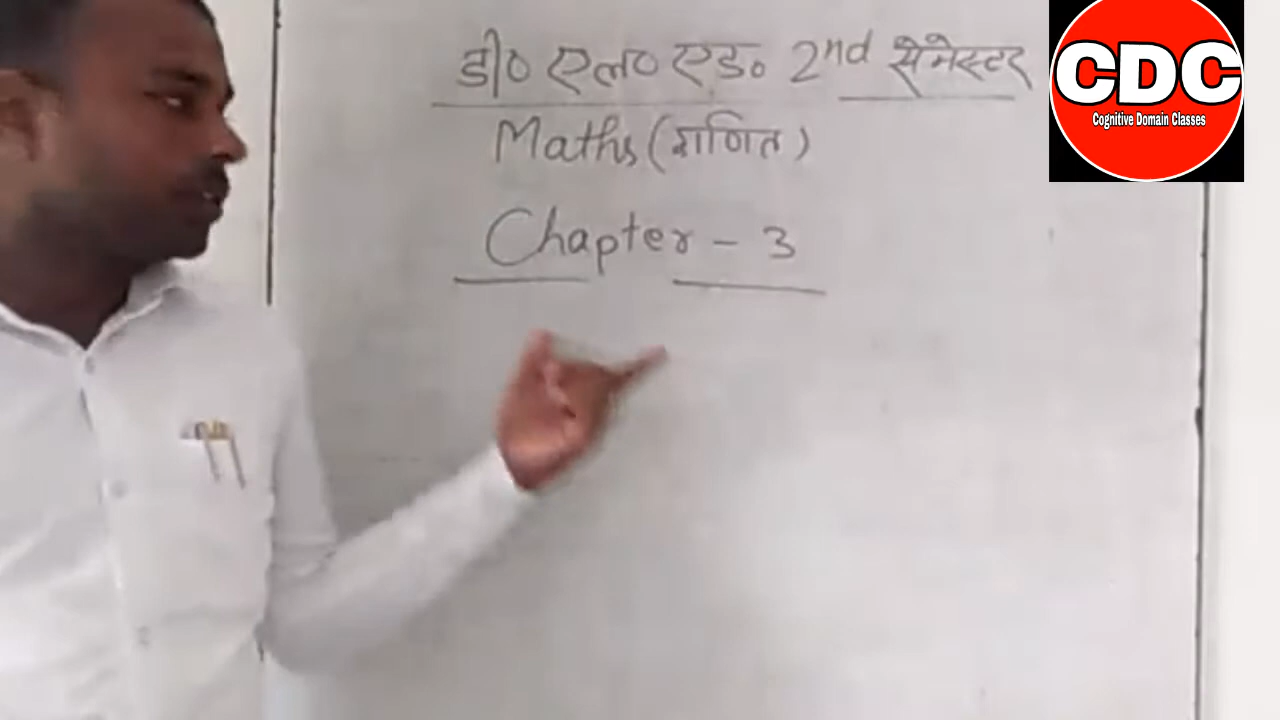 डी० एल० एड० 2nd सेमेस्टर
Maths (गणित)
Chapter - 3
CDC
Cognitive Domain Classes